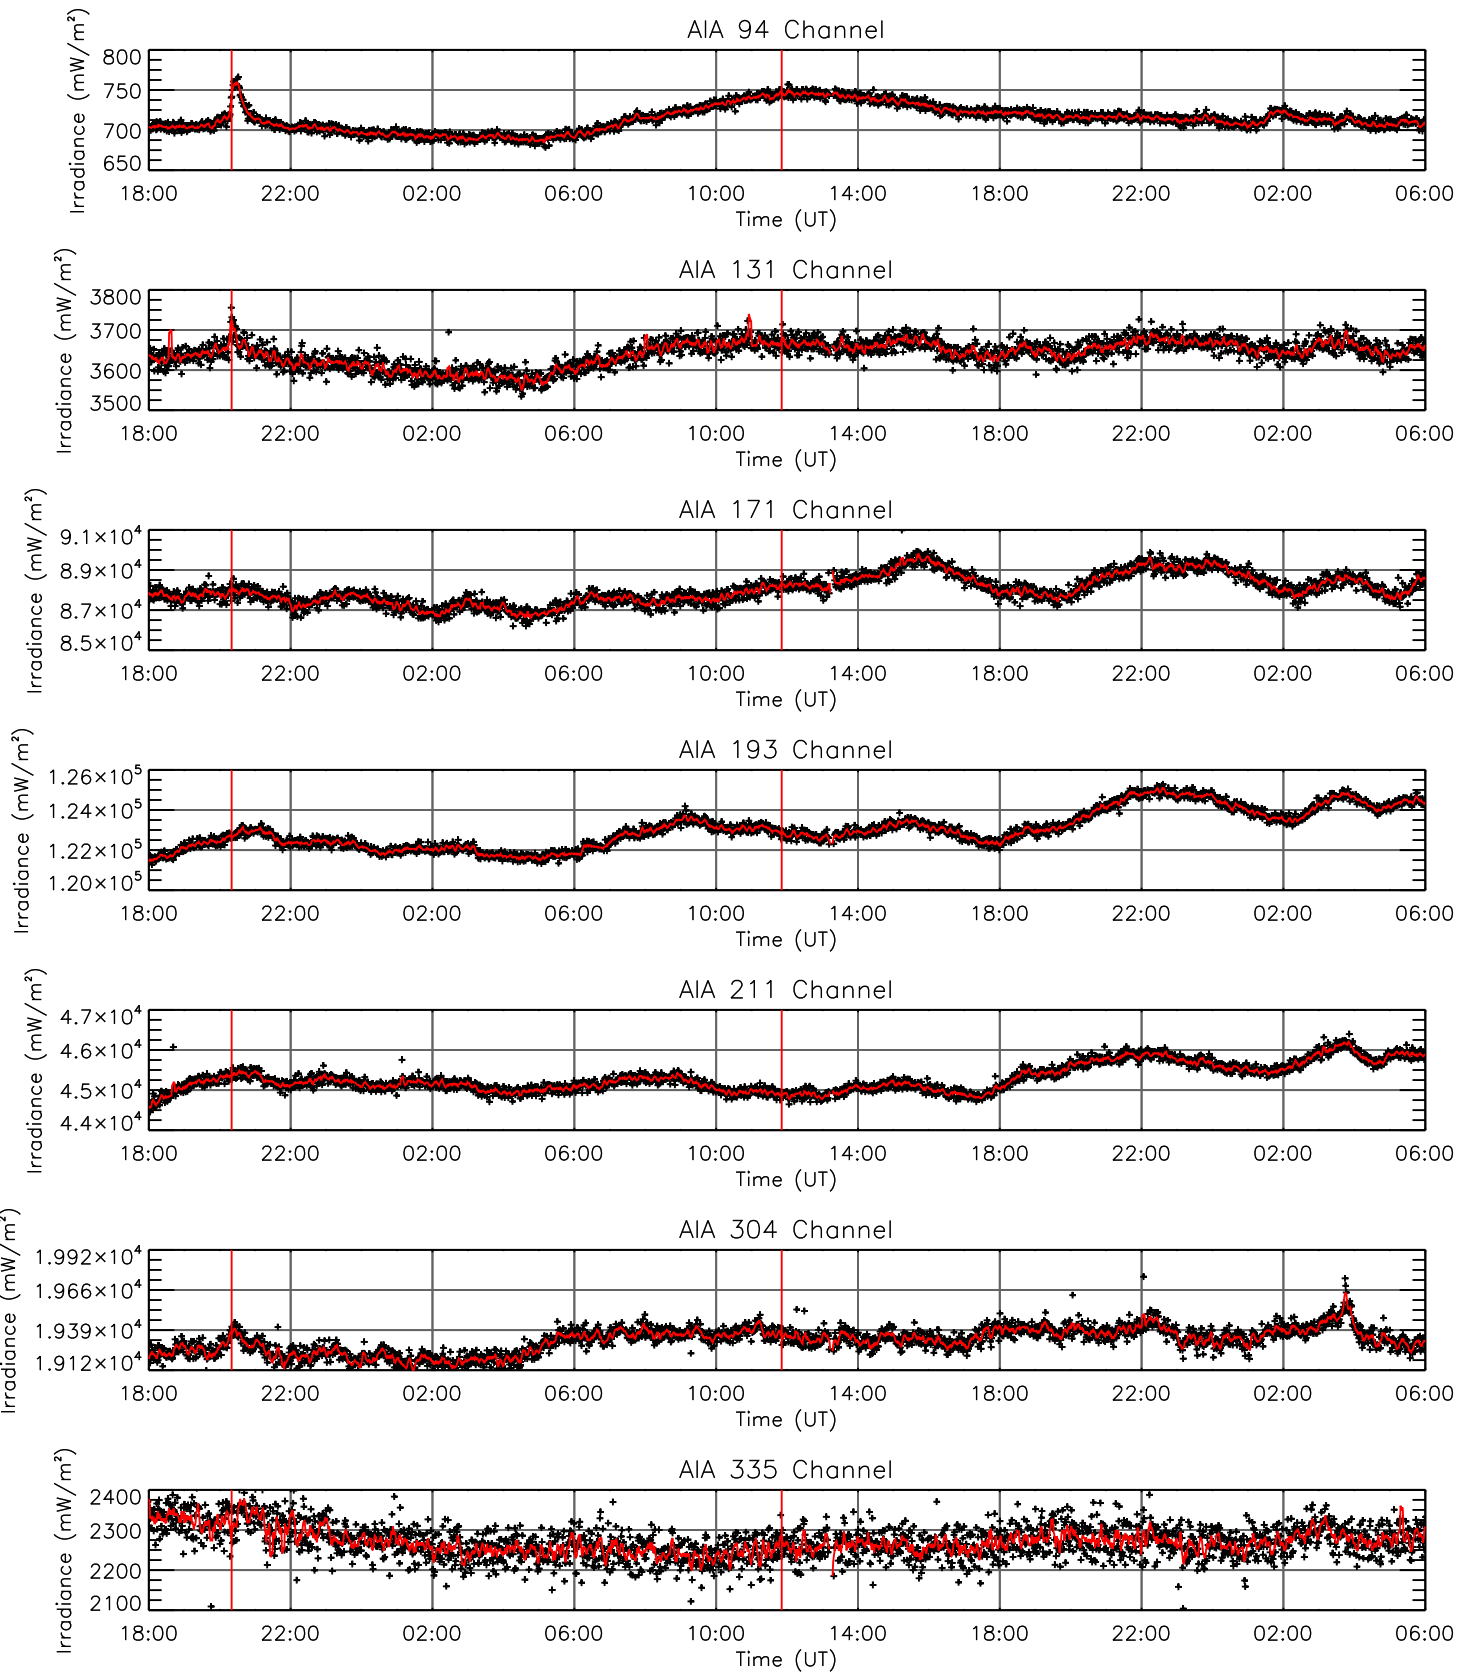 AIA 94 Channel
Irradiance (mW/m²)
800
750
700
650
18:00 22:00 02:00 06:00 10:00 14:00 18:00 22:00 02:00 06:00
Time (UT)
AIA 131 Channel
Irradiance (mW/m²)
3800
3700
3600
3500
18:00 22:00 02:00 06:00 10:00 14:00 18:00 22:00 02:00 06:00
Time (UT)
AIA 171 Channel
Irradiance (mW/m²)
9.1×10⁴
8.9×10⁴
8.7×10⁴
8.5×10⁴
18:00 22:00 02:00 06:00 10:00 14:00 18:00 22:00 02:00 06:00
Time (UT)
AIA 193 Channel
Irradiance (mW/m²)
1.26×10⁵
1.24×10⁵
1.22×10⁵
1.20×10⁵
18:00 22:00 02:00 06:00 10:00 14:00 18:00 22:00 02:00 06:00
Time (UT)
AIA 211 Channel
Irradiance (mW/m²)
4.7×10⁴
4.6×10⁴
4.5×10⁴
4.4×10⁴
18:00 22:00 02:00 06:00 10:00 14:00 18:00 22:00 02:00 06:00
Time (UT)
AIA 304 Channel
Irradiance (mW/m²)
1.992×10⁴
1.966×10⁴
1.939×10⁴
1.912×10⁴
18:00 22:00 02:00 06:00 10:00 14:00 18:00 22:00 02:00 06:00
Time (UT)
AIA 335 Channel
Irradiance (mW/m²)
2400
2300
2200
2100
18:00 22:00 02:00 06:00 10:00 14:00 18:00 22:00 02:00 06:00
Time (UT)